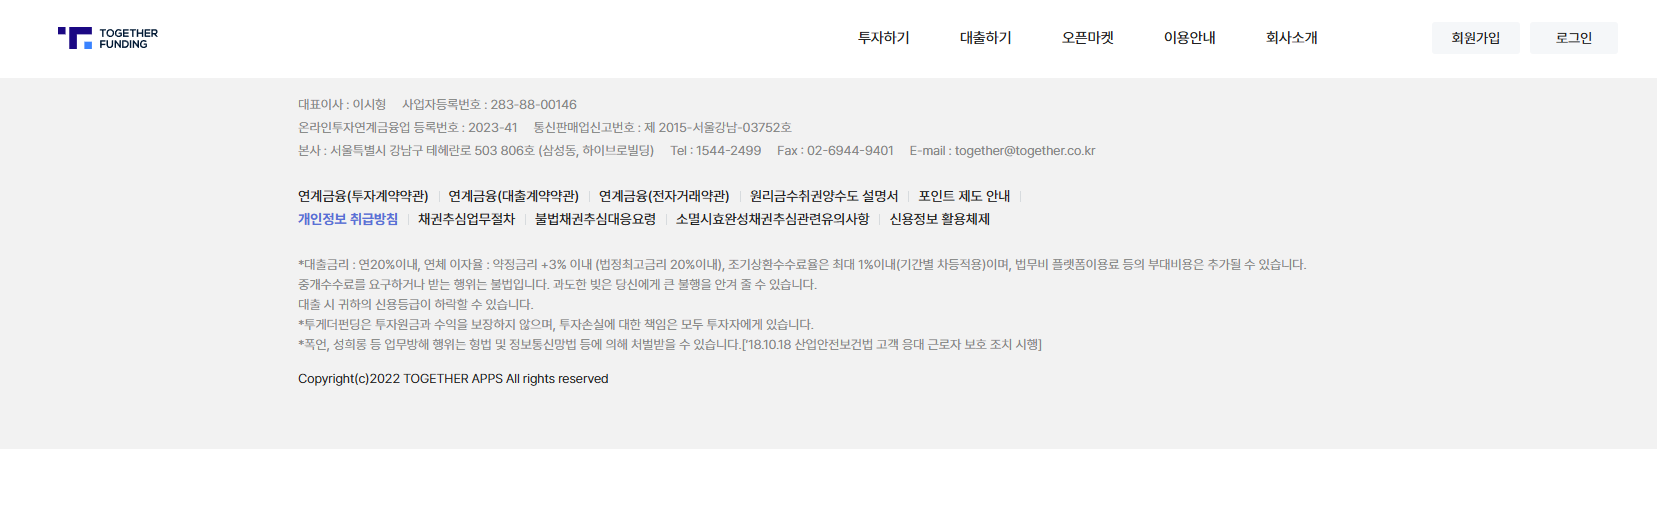 TOGETHER
FUNDING
투자하기 대출하기 오픈마켓 이용안내 회사소개 회원가입 로그인
대표이사 : 이시형 사업자등록번호 : 283-88-00146
온라인투자연계금융업 등록번호 : 2023-41 통신판매업신고번호 : 제 2015-서울강남-03752호
본사 : 서울특별시 강남구 테헤란로 503 806호 (삼성동, 하이브로빌딩) Tel : 1544-2499 Fax : 02-6944-9401 E-mail : together@together.co.kr
연계금융(투자계약약관) 연계금융(대출계약약관) 연계금융(전자거래약관) 원리금수취권양수도 설명서 포인트 제도 안내
개인정보 취급방침 채권추심업무절차 불법채권추심대응요령 소멸시효완성채권추심관련유의사항 신용정보 활용체제
*대출금리 : 연20%이내, 연체 이자율 : 약정금리 +3% 이내 (법정최고금리 20%이내), 조기상환수수료율은 최대 1%이내(기간별 차등적용)이며, 법무비 플랫폼이용료 등의 부대비용은 추가될 수 있습니다.
중개수수료를 요구하거나 받는 행위는 불법입니다. 과도한 빚은 당신에게 큰 불행을 안겨 줄 수 있습니다.
대출 시 귀하의 신용등급이 하락할 수 있습니다.
*투게더펀딩은 투자원금과 수익을 보장하지 않으며, 투자손실에 대한 책임은 모두 투자자에게 있습니다.
*폭언, 성희롱 등 업무방해 행위는 형법 및 정보통신망법 등에 의해 처벌받을 수 있습니다.['18.10.18 산업안전보건법 고객 응대 근로자 보호 조치 시행]
Copyright(c)2022 TOGETHER APPS All rights reserved